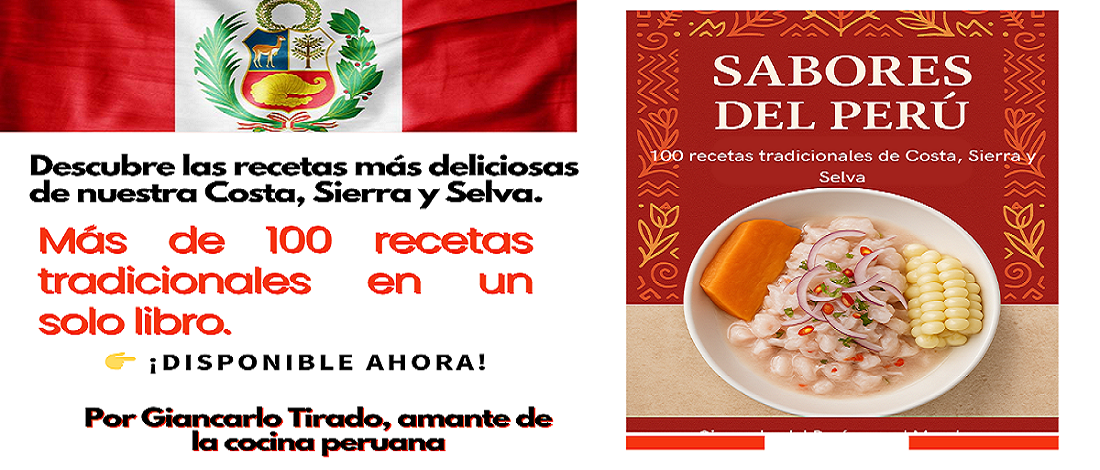 Descubre las recetas más deliciosas
de nuestra Costa, Sierra y Selva.
Más de 100 recetas
tradicionales en un
solo libro.
👉 ¡DISPONIBLE AHORA!
Por Giancarlo Tirado, amante de
la cocina peruana
SABORES
DEL PERÚ
100 recetas tradicionales de Costa, Sierra y
Selva